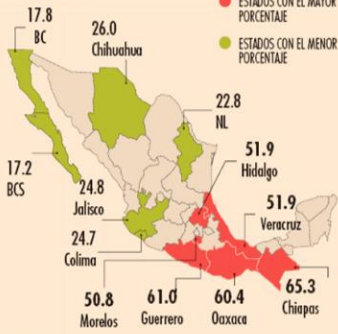 ESTADOS CON EL MAYOR
PORCENTAJE
ESTADOS CON EL MENOR
PORCENTAJE
17.8
BC
26.0
Chihuahua
22.8
NL
51.9
Hidalgo
17.2
BCS
24.8
Jalisco
51.9
Veracruz
24.7
Colima
50.8
Morelos
61.0
Guerrero
60.4
Oaxaca
65.3
Chiapas